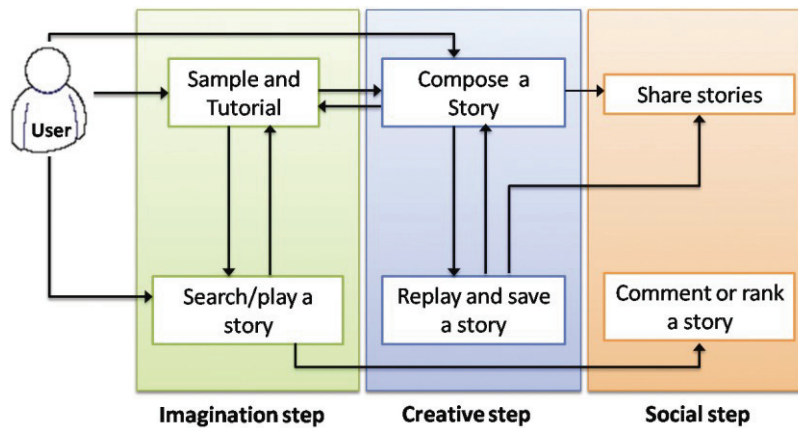 User
Sample and
Tutorial
Compose a
Story
Share stories
Search/play a
story
Replay and save
a story
Comment or rank
a story
Imagination step
Creative step
Social step